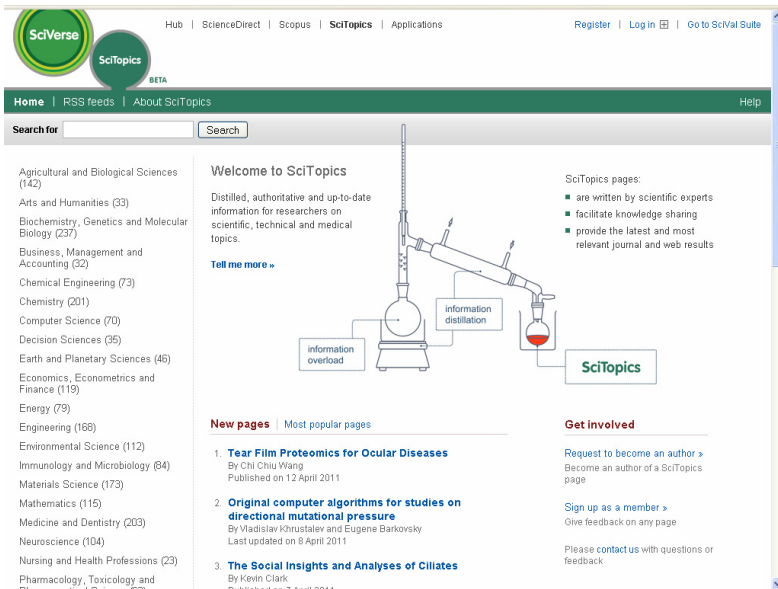 SciVerse
SciTopics
BETA
Hub | ScienceDirect | Scopus | SciTopics | Applications
Register | Log in | Go to SciVal Suite
Home | RSS feeds | About SciTopics
Help
Search for
Search
Agricultural and Biological Sciences
(142)
Arts and Humanities (33)
Biochemistry, Genetics and Molecular
Biology (237)
Business, Management and
Accounting (32)
Chemical Engineering (73)
Chemistry (201)
Computer Science (70)
Decision Sciences (35)
Earth and Planetary Sciences (46)
Economics, Econometrics and
Finance (119)
Energy (79)
Engineering (168)
Environmental Science (112)
Immunology and Microbiology (84)
Materials Science (173)
Mathematics (115)
Medicine and Dentistry (203)
Neuroscience (104)
Nursing and Health Professions (23)
Pharmacology, Toxicology and
Welcome to SciTopics
Distilled, authoritative and up-to-date
information for researchers on
scientific, technical and medical
topics.
Tell me more »
information
overload
information
distillation
SciTopics
SciTopics pages:
are written by scientific experts
facilitate knowledge sharing
provide the latest and most
relevant journal and web results
New pages | Most popular pages
1. Tear Film Proteomics for Ocular Diseases
By Chi Chiu Wang
Published on 12 April 2011
2. Original computer algorithms for studies on
directional mutational pressure
By Vladislav Khrustalev and Eugene Barkovsky
Last updated on 8 April 2011
3. The Social Insights and Analyses of Ciliates
By Kevin Clark
Get involved
Request to become an author »
Become an author of a SciTopics
page
Sign up as a member »
Give feedback on any page
Please contact us with questions or
feedback